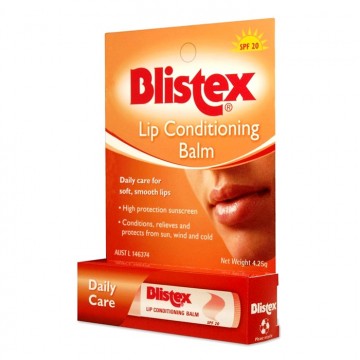 SPF 20
Blistex®
Lip Conditioning
Balm
Daily care for
soft, smooth lips
• High protection sunscreen
• Conditions, relieves and
protects from sun, wind and cold
AUST L 146374
Net Weight 4.25g
Daily
Care
Blistex
LIP CONDITIONING BALM
SPF 20
Blistex